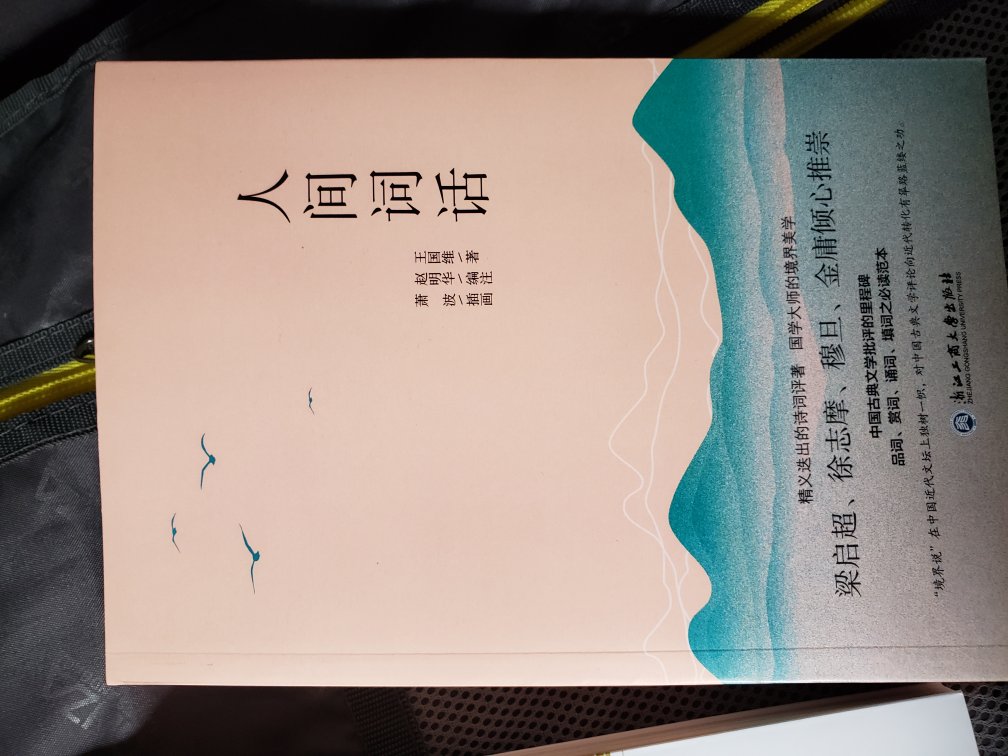 人间词话
王国维／著
赵明华／编注
萧波／插画
精义迭出的诗词评著 国学大师的境界美学
梁启超、徐志摩、穆旦、金庸倾心推崇
中国古典文学批评的里程碑
品词、赏词、诵词、填词之必读范本
“境界说”在中国近代文坛上独树一帜，对中国古典文学评论向近代转化有筚路蓝缕之功。
浙江工商大学出版社
ZHEJIANG GONGSHANG UNIVERSITY PRESS